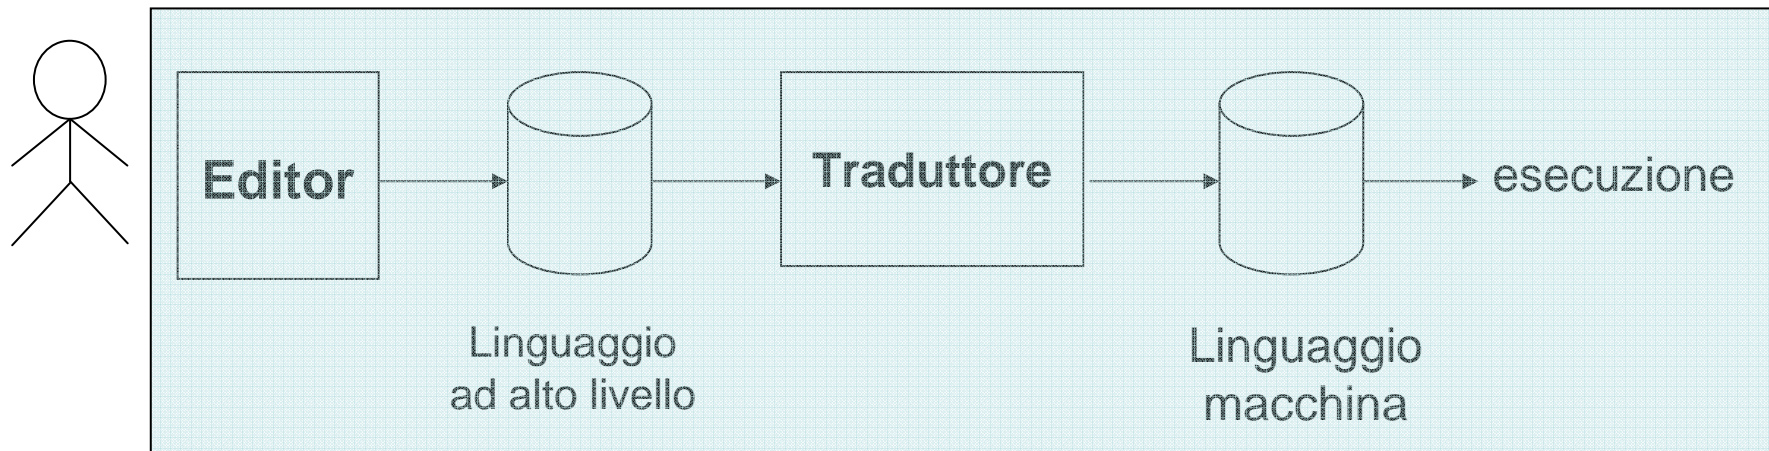 Editor
Traduttore
esecuzione
Linguaggio
ad alto livello
Linguaggio
macchina